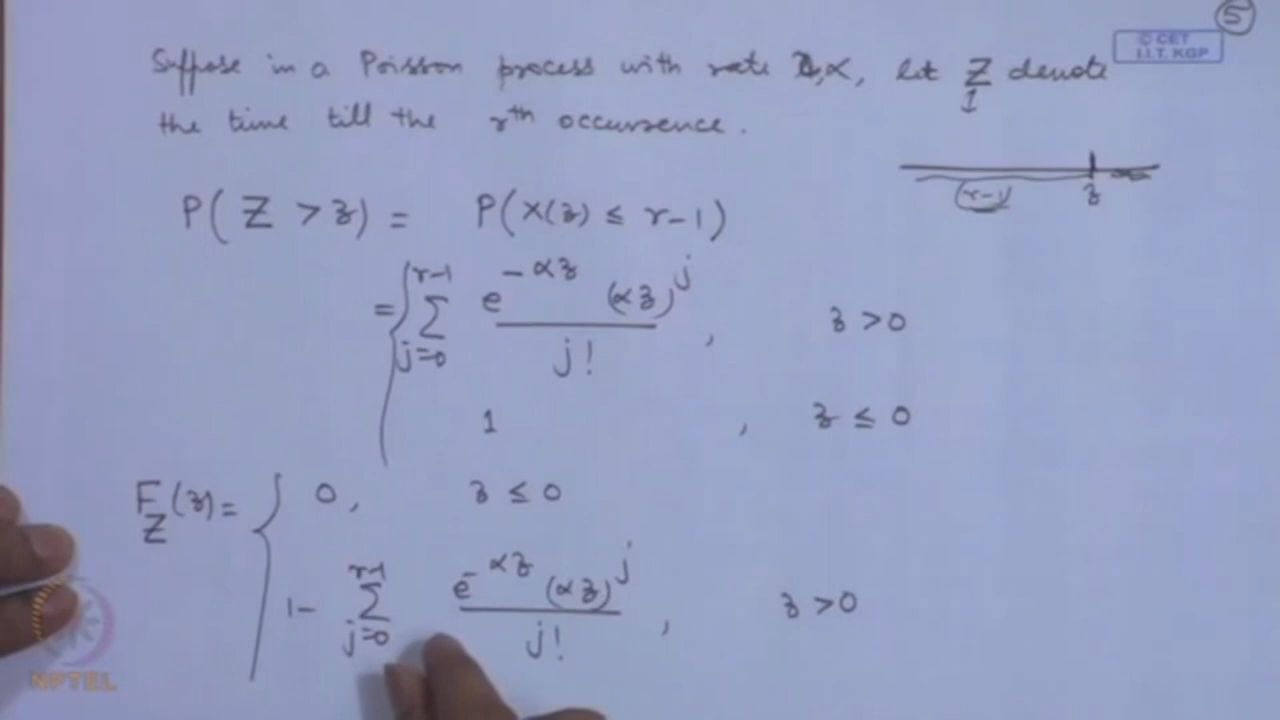 5
© CET
I.I.T. KGP
Suppose in a Poisson process with rate α, let Z denote
the time till the rth occurrence.
(r-1) z
P(Z > z) = P(X(z) ≤ r-1)
= { Σ_{j=0}^{r-1} e^{-αz} (αz)^j / j! , z > 0
1 , z ≤ 0
F_Z(z) = { 0, z ≤ 0
1 - Σ_{j=0}^{r-1} e^{-αz} (αz)^j / j! , z > 0
NPTEL